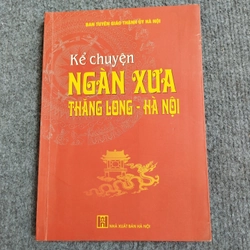 BAN TUYÊN GIÁO THÀNH ỦY HÀ NỘI
Kể chuyện
NGÀN XƯA
THĂNG LONG - HÀ NỘI
NHÀ XUẤT BẢN HÀ NỘI